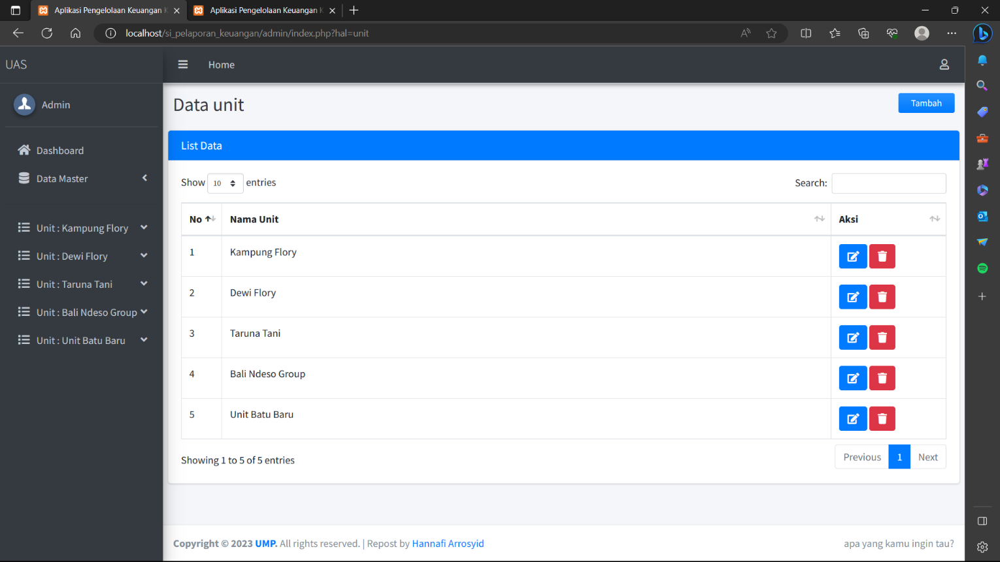 Aplikasi Pengelolaan Keuangan
Aplikasi Pengelolaan Keuangan
localhost/si_pelaporan_keuangan/admin/index.php?hal=unit
UAS
Home
Admin
Dashboard
Data Master
Unit : Kampung Flory
Unit : Dewi Flory
Unit : Taruna Tani
Unit : Bali Ndeso Group
Unit : Unit Batu Baru
Data unit
Tambah
List Data
Show 10 entries
Search:
No Nama Unit Aksi
1 Kampung Flory
2 Dewi Flory
3 Taruna Tani
4 Bali Ndeso Group
5 Unit Batu Baru
Showing 1 to 5 of 5 entries
Previous 1 Next
Copyright © 2023 UMP. All rights reserved. | Repost by Hannafi Arrosyid
apa yang kamu ingin tau?